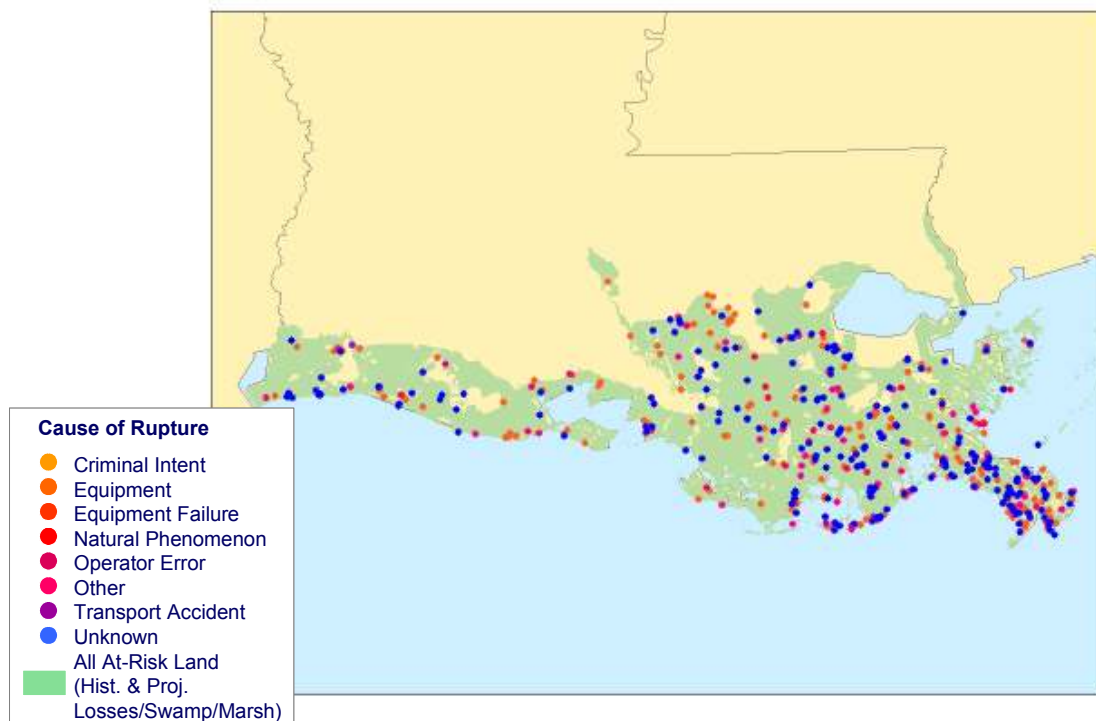 Cause of Rupture
Criminal Intent
Equipment
Equipment Failure
Natural Phenomenon
Operator Error
Other
Transport Accident
Unknown
All At-Risk Land
(Hist. & Proj.
Losses/Swamp/Marsh)